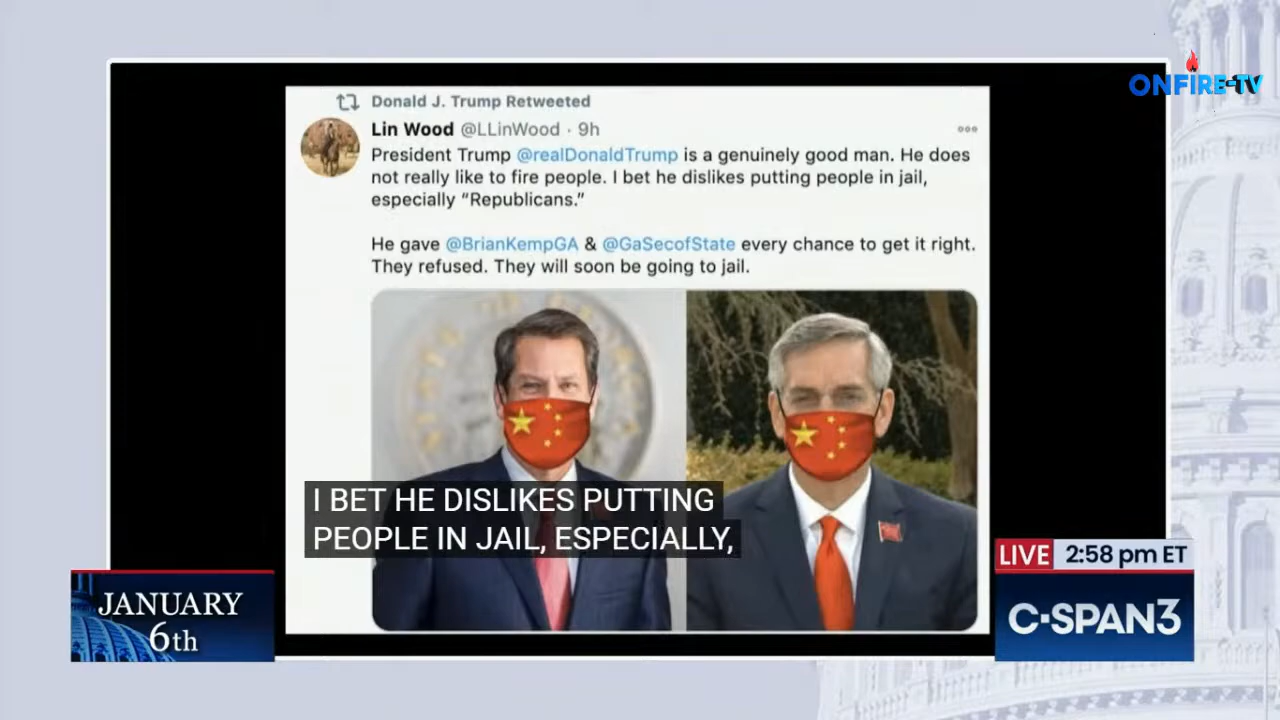 Donald J. Trump Retweeted
Lin Wood @LLinWood · 9h
President Trump @realDonaldTrump is a genuinely good man. He does
not really like to fire people. I bet he dislikes putting people in jail,
especially “Republicans.”
He gave @BrianKempGA & @GaSecofState every chance to get it right.
They refused. They will soon be going to jail.
I BET HE DISLIKES PUTTING
PEOPLE IN JAIL, ESPECIALLY,
JANUARY
6th
LIVE 2:58 pm ET
C-SPAN3
ONFIRE-TV